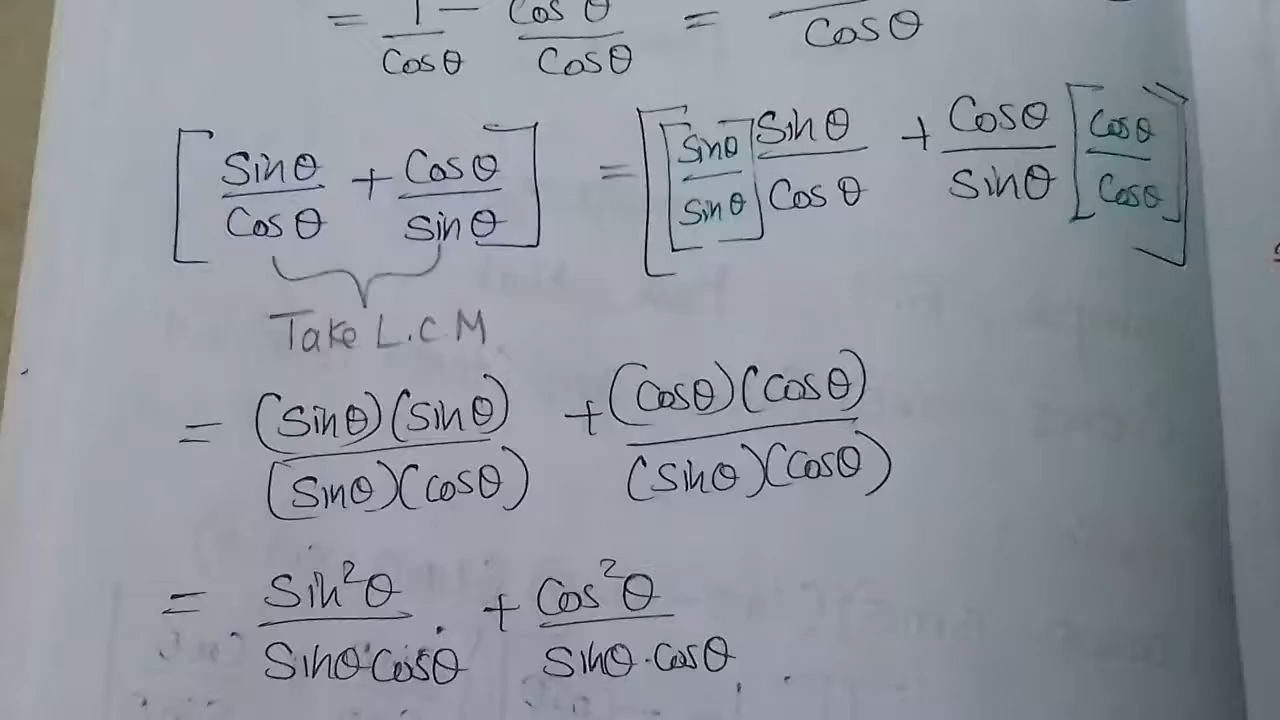 = 1/Cosθ − Cosθ/Cosθ = /Cosθ
[Sinθ/Cosθ + Cosθ/sinθ] = [[sinθ/sinθ] Sinθ/Cosθ + Cosθ/sinθ [Cosθ/Cosθ]]
Take L.C.M
= (sinθ)(sinθ)/(sinθ)(cosθ) + (cosθ)(cosθ)/(sinθ)(cosθ)
= Sin²θ/Sinθ·Cosθ + Cos²θ/sinθ·cosθ